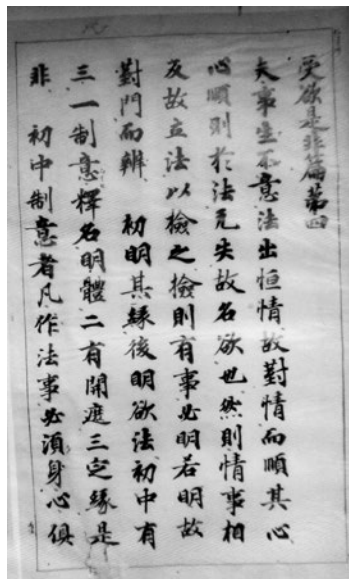 受欲是非篇第四
夫事生不意法出恒情故對情而順其心
心順則於法无失故名欲也然則情事相
反故立法以檢之撿則有事必明若明故
對門而辨 初明其緣後明欲法初中有
三一制意釋名明體二有開遮三定緣是
非 初中制意者凡作法事必須身心俱